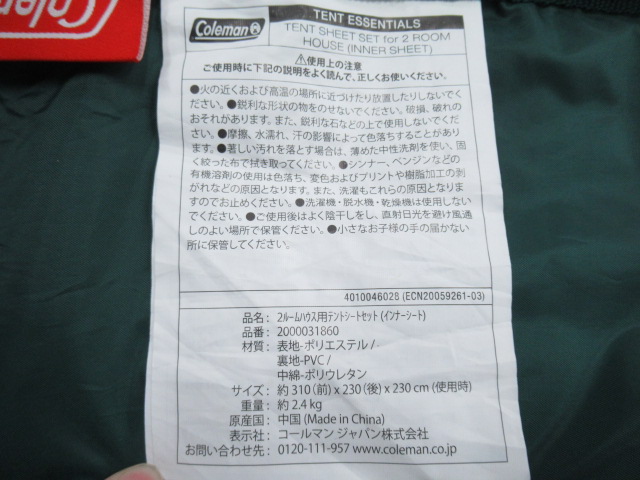 Colem
Coleman®
TENT ESSENTIALS
TENT SHEET SET for 2 ROOM
HOUSE (INNER SHEET)
⚠使用上の注意
ご使用時に下記の説明をよく読んで、正しくお使いください。
●火の近くおよび高温の場所に近づけたり放置したりしないでく
ださい。●鋭利な形状の物をのせないでください。破損、破れの
おそれがあります。また、鋭利な石などの上で使用しないでくださ
い。●摩擦、水濡れ、汗の影響によって色落ちすることがありま
す。●著しい汚れを落とす場合は、薄めた中性洗剤を使い、固
く絞った布で拭き取ってください。●シンナー、ベンジンなどの
有機溶剤の使用は色落ち、変色およびプリントや樹脂加工の剥
がれなどの原因となります。また、洗濯もこれらの原因となりま
すのでお止めください。●洗濯機・脱水機・乾燥機は使用しない
でください。●ご使用後はよく陰干しをし、直射日光を避け風通
しのよい場所で保管ください。●小さなお子様の手の届かない
所に保管してください。
4010046028 (ECN20059261-03)
品名: 2ルームハウス用テントシートセット (インナーシート)
品番: 2000031860
材質: 表地-ポリエステル /
裏地-PVC /
中綿-ポリウレタン
サイズ: 約 310 (前) x 230 (後) x 230 cm (使用時)
重量: 約 2.4 kg
原産国: 中国 (Made in China)
表示社: コールマン ジャパン株式会社
お問い合わせ先: 0120-111-957 www.coleman.co.jp